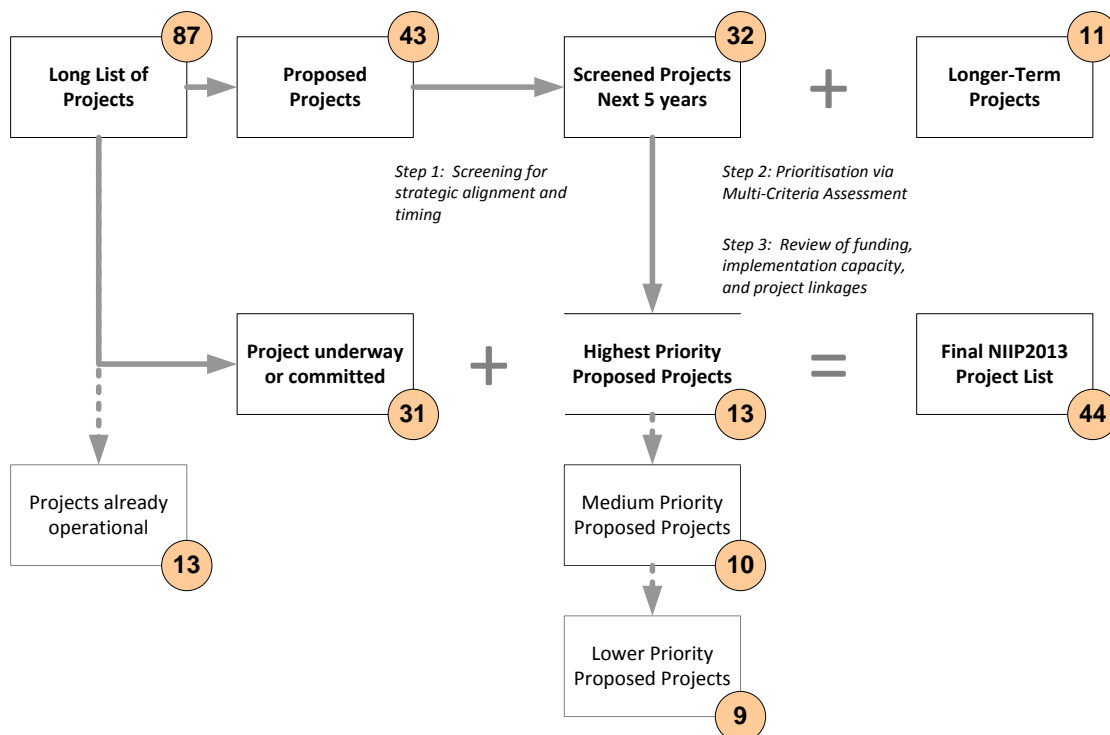 87
Long List of
Projects
43
Proposed
Projects
32
Screened Projects
Next 5 years
+
11
Longer-Term
Projects
Step 1:  Screening for
strategic alignment and
timing
Step 2: Prioritisation via
Multi-Criteria Assessment
Step 3:  Review of funding,
implementation capacity,
and project linkages
Project underway
or committed
31
+
Highest Priority
Proposed Projects
13
=
Final NIIP2013
Project List
44
Projects already
operational
13
Medium Priority
Proposed Projects
10
Lower Priority
Proposed Projects
9